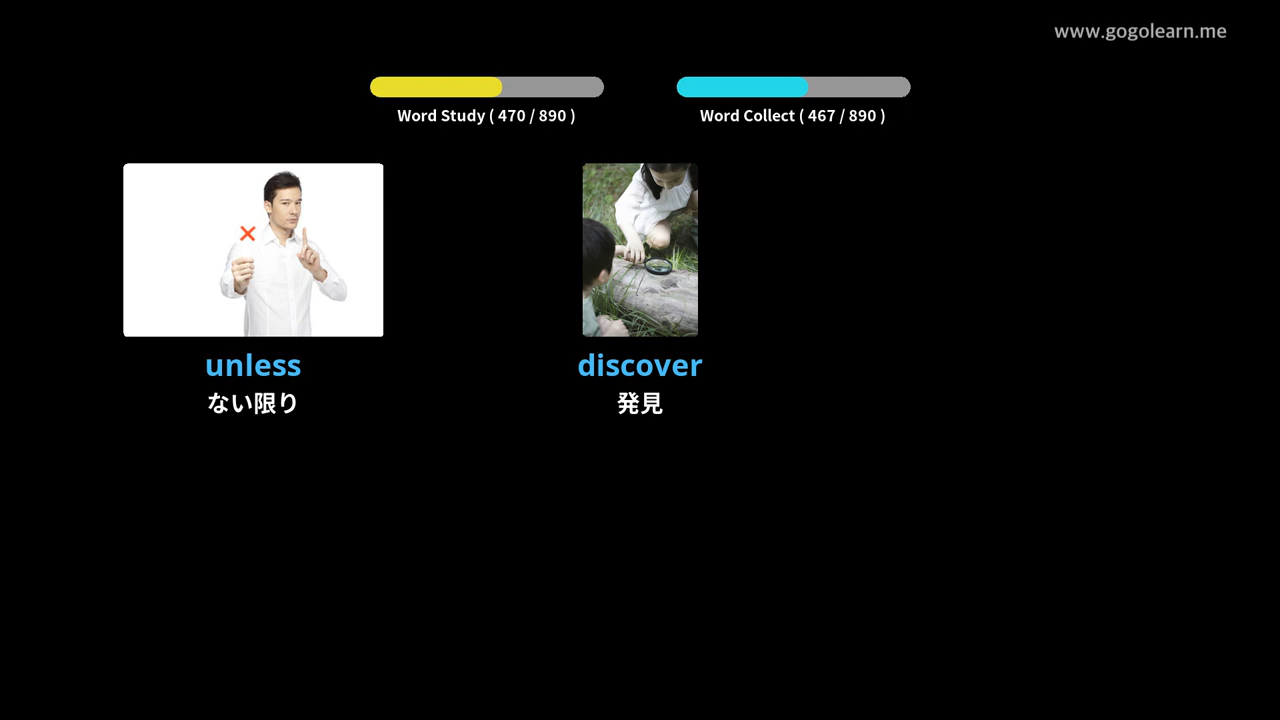 www.gogolearn.me
Word Study ( 470 / 890 )
Word Collect ( 467 / 890 )
unless
ない限り
discover
発見